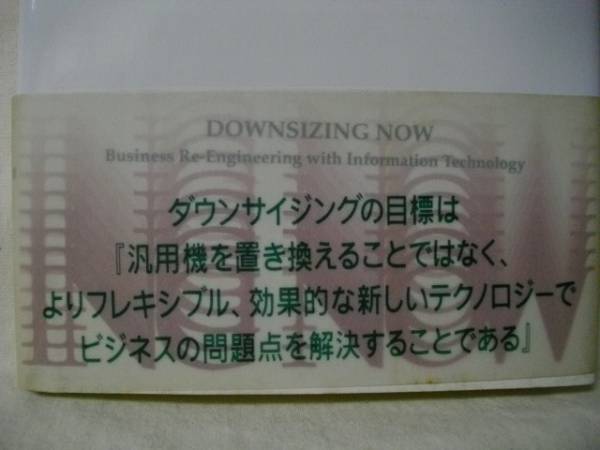 DOWNSIZING NOW
Business Re-Engineering with Information Technology
ダウンサイジングの目標は
『汎用機を置き換えることではなく、
よりフレキシブル、効果的な新しいテクノロジーで
ビジネスの問題点を解決することである』